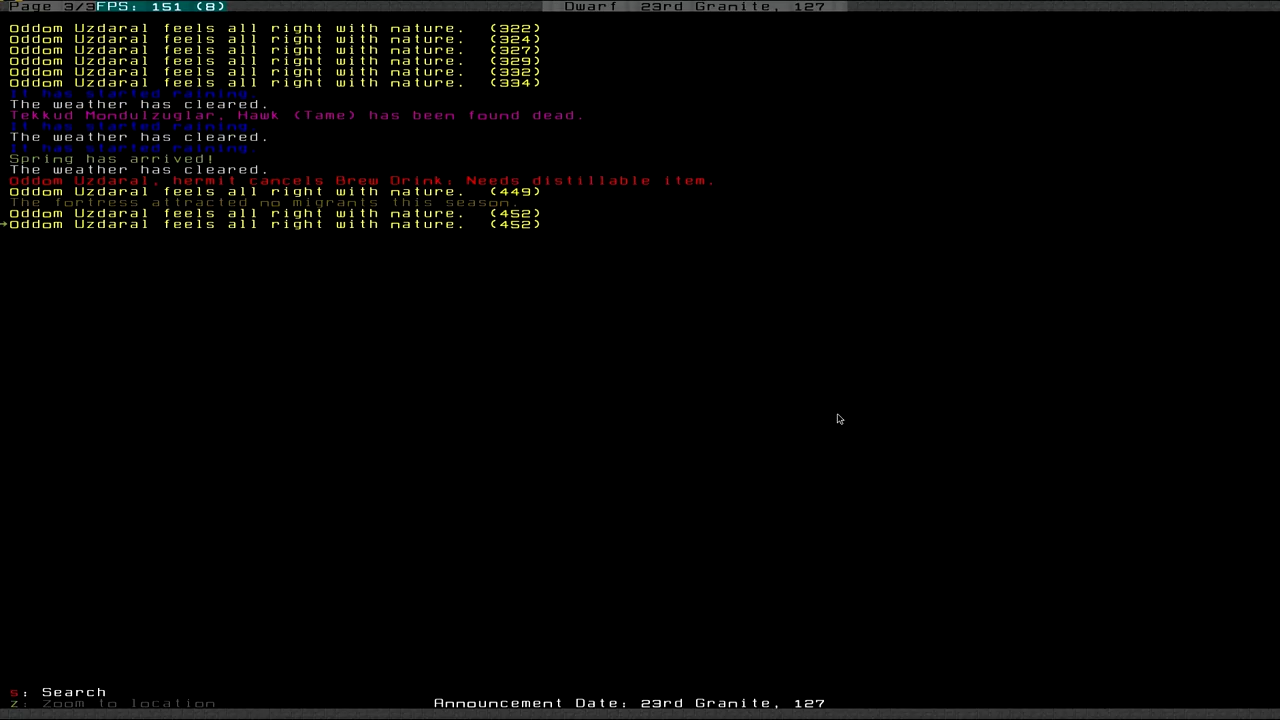 Page 3/3FPS: 151 (8) Dwarf 23rd Granite, 127
Oddom Uzdaral feels all right with nature. (322)
Oddom Uzdaral feels all right with nature. (324)
Oddom Uzdaral feels all right with nature. (327)
Oddom Uzdaral feels all right with nature. (329)
Oddom Uzdaral feels all right with nature. (332)
Oddom Uzdaral feels all right with nature. (334)
It has started raining.
The weather has cleared.
Tekkud Mondulzuglar, Hawk (Tame) has been found dead.
It has started raining.
The weather has cleared.
It has started raining.
Spring has arrived!
The weather has cleared.
Oddom Uzdaral, hermit cancels Brew Drink: Needs distillable item.
Oddom Uzdaral feels all right with nature. (449)
The fortress attracted no migrants this season.
Oddom Uzdaral feels all right with nature. (452)
Oddom Uzdaral feels all right with nature. (452)
s: Search
z: Zoom to location Announcement Date: 23rd Granite, 127